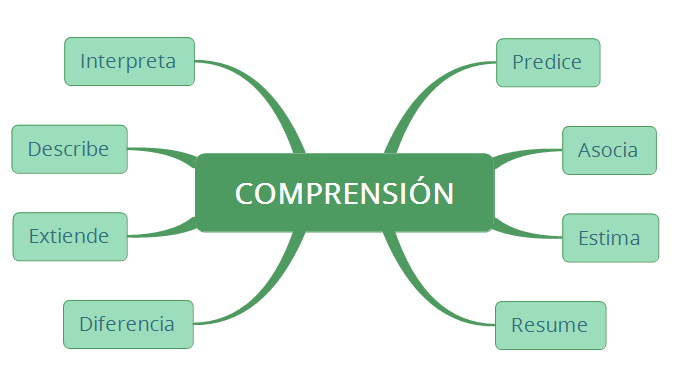 Interpreta
Predice
Describe
Asocia
COMPRENSIÓN
Extiende
Estima
Diferencia
Resume